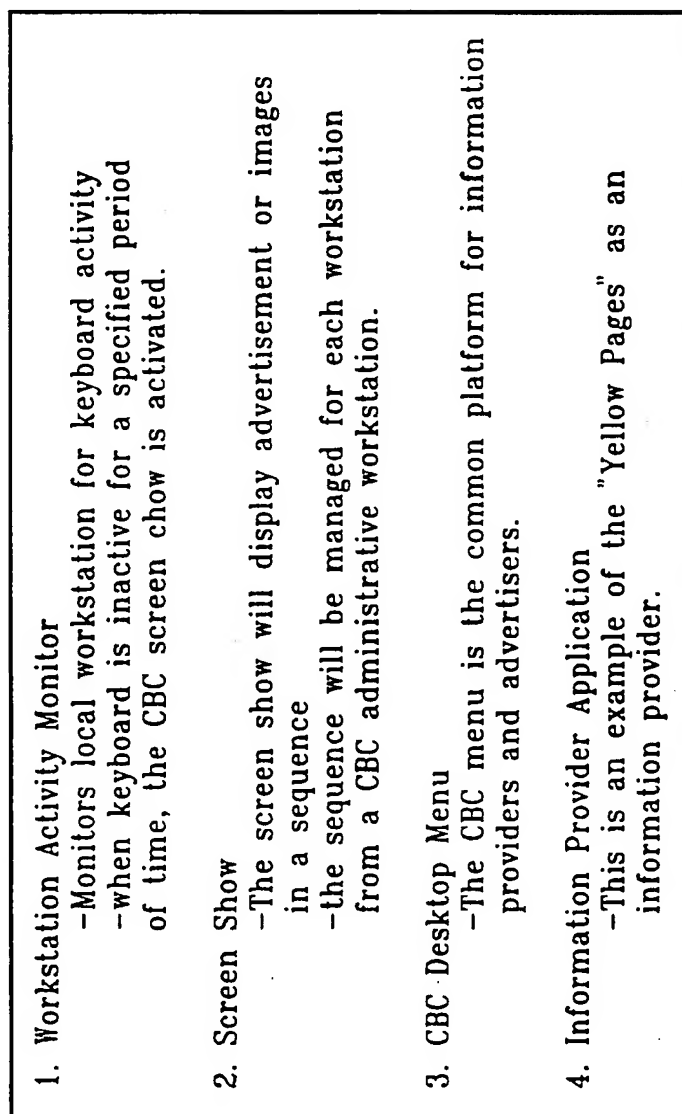 1. Workstation Activity Monitor
-Monitors local workstation for keyboard activity
-when keyboard is inactive for a specified period
of time, the CBC screen chow is activated.
2. Screen Show
-The screen show will display advertisement or images
in a sequence
-the sequence will be managed for each workstation
from a CBC administrative workstation.
3. CBC Desktop Menu
-The CBC menu is the common platform for information
providers and advertisers.
4. Information Provider Application
-This is an example of the "Yellow Pages" as an
information provider.